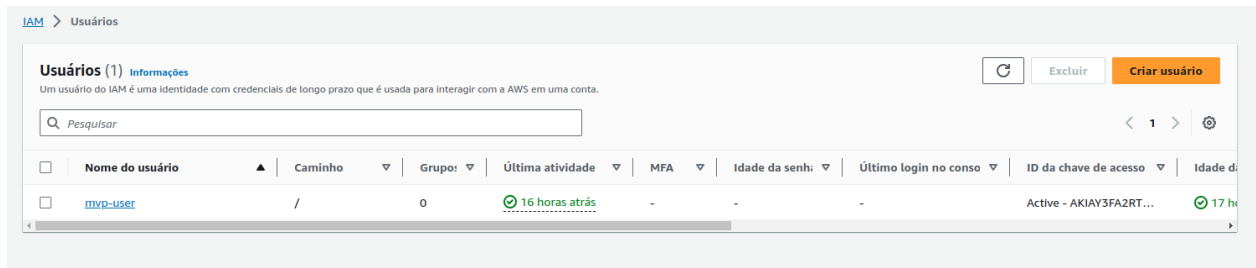 IAM > Usuários
Usuários (1) Informações
Excluir
Criar usuário
Um usuário do IAM é uma identidade com credenciais de longo prazo que é usada para interagir com a AWS em uma conta.
Pesquisar
< 1 >
Nome do usuário ▲ Caminho Grupos Última atividade MFA Idade da senha Último login no conso ID da chave de acesso Idade da
mvp-user / 0 16 horas atrás - - - Active - AKIAY3FA2RT... 17 ho